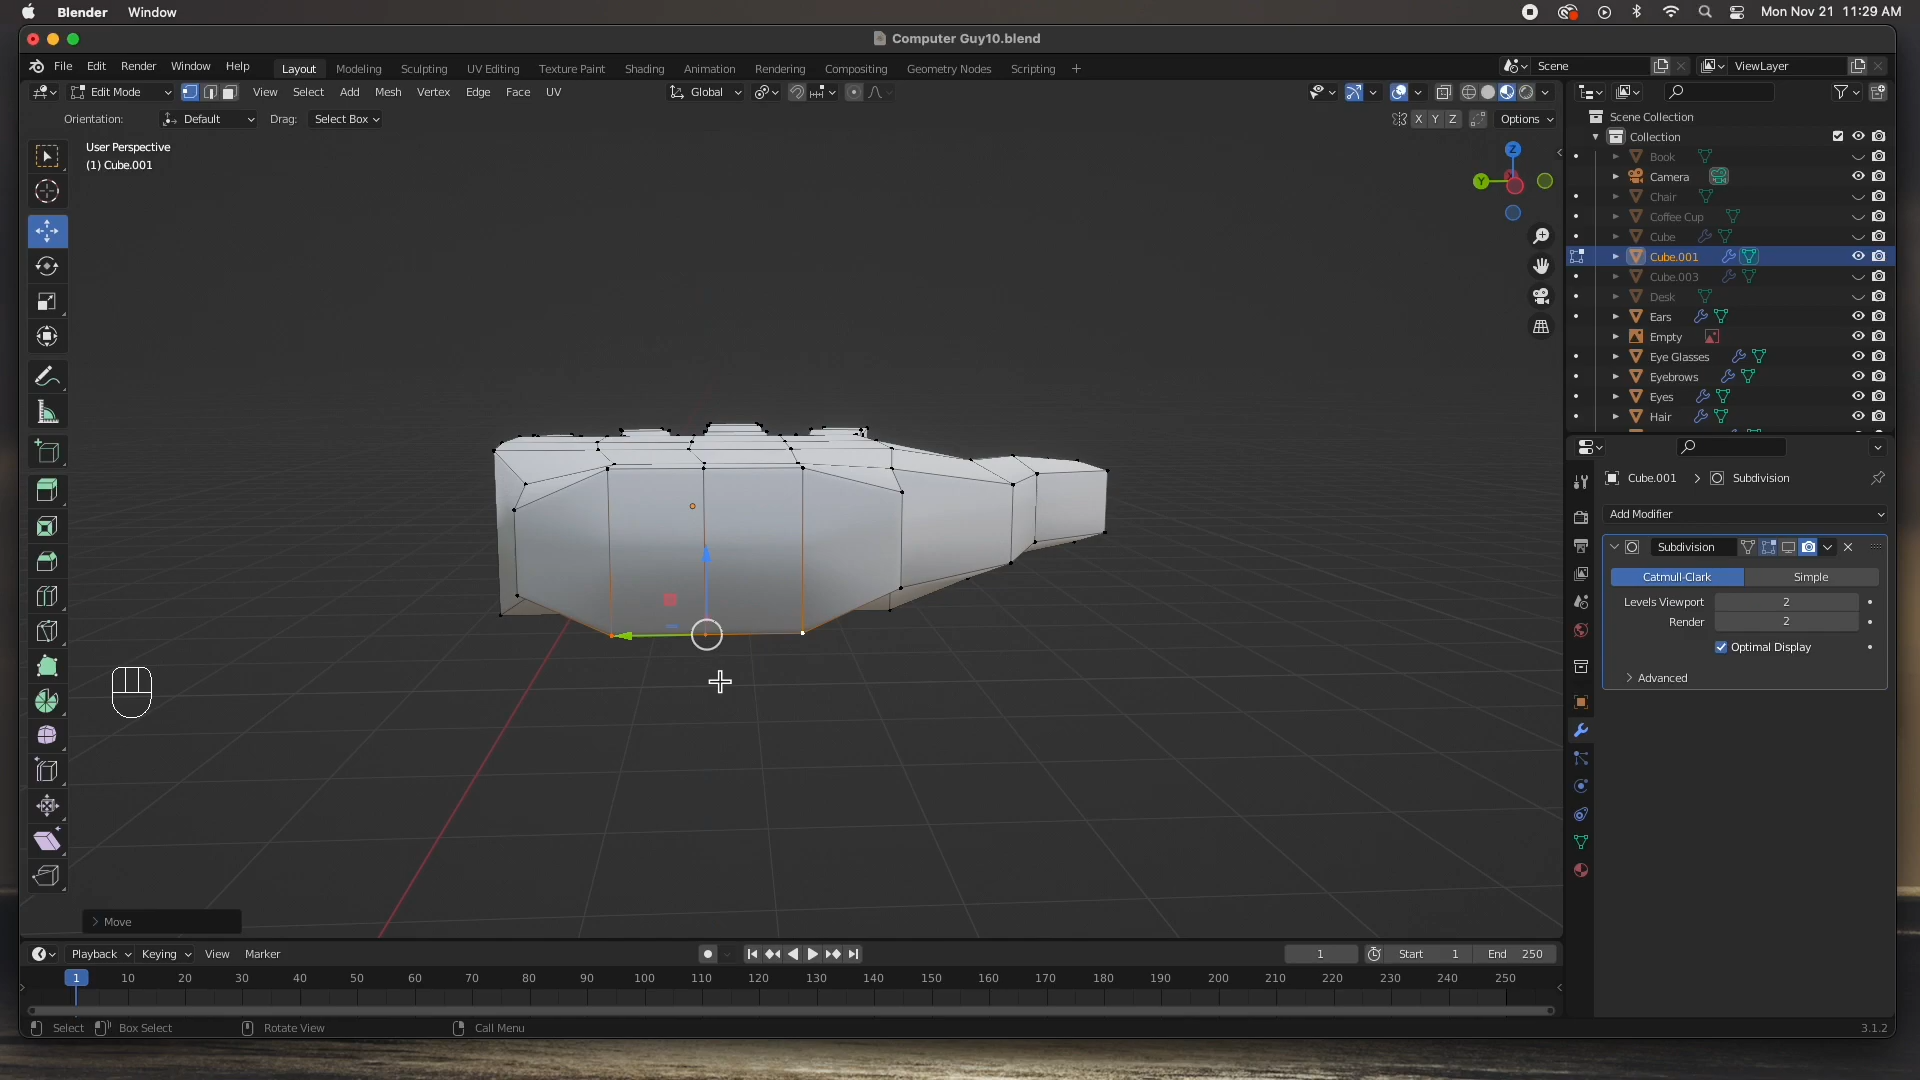 Blender Window
Mon Nov 21 11:29 AM
Computer Guy10.blend
File Edit Render Window Help Layout Modeling Sculpting UV Editing Texture Paint Shading Animation Rendering Compositing Geometry Nodes Scripting + Scene ViewLayer
Edit Mode View Select Add Mesh Vertex Edge Face UV Global
Orientation: Default Drag: Select Box X Y Z Options
User Perspective
(1) Cube.001
Z
Y
Scene Collection
Collection
Book
Camera
Chair
Coffee Cup
Cube
Cube.001
Cube.003
Desk
Ears
Empty
Eye Glasses
Eyebrows
Eyes
Hair
Cube.001 > Subdivision
Add Modifier
Subdivision
Catmull-Clark Simple
Levels Viewport 2
Render 2
Optimal Display
> Advanced
> Move
Playback Keying View Marker 1 Start 1 End 250
1 10 20 30 40 50 60 70 80 90 100 110 120 130 140 150 160 170 180 190 200 210 220 230 240 250
Select Box Select Rotate View Call Menu 3.1.2